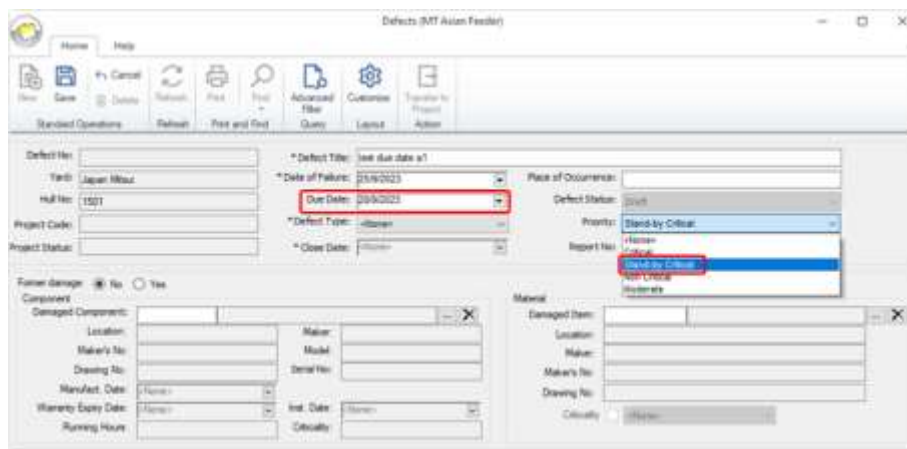 Defects (MT Asian Feeder)
Home Help
New Save Cancel Delete Refresh Print Find Advanced Filter Customize Transfer to Project
Standard Operations Refresh Print and Find Query Layout Action
Defect No:
* Defect Title: test due date a1
Yard: Japan Mitsui
* Date of Failure: 25/9/2023
Place of Occurrence:
Hull No: 1501
Due Date: 20/9/2023
Defect Status: Draft
Project Code:
* Defect Type: <None>
Priority: Stand-by Critical
Project Status:
* Close Date: <None>
Report No:
<None>
Critical
Stand-by Critical
Non Critical
Moderate
Former damage: No Yes
Component
Material
Damaged Component:
Damaged Item:
Location:
Maker:
Location:
Maker's No:
Model:
Maker:
Drawing No:
Serial No:
Maker's No:
Manufact. Date: <None>
Drawing No:
Warranty Expiry Date: <None>
Inst. Date: <None>
Criticality <None>
Running Hours:
Criticality: